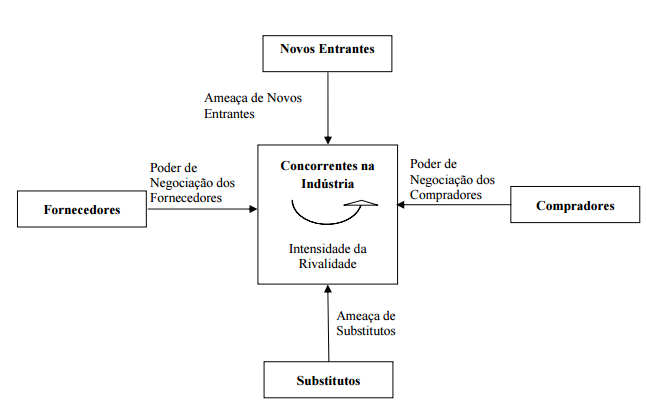 Novos Entrantes
Ameaça de Novos
Entrantes
Concorrentes na
Indústria
Poder de
Negociação dos
Fornecedores
Poder de
Negociação dos
Compradores
Fornecedores
Compradores
Intensidade da
Rivalidade
Ameaça de
Substitutos
Substitutos